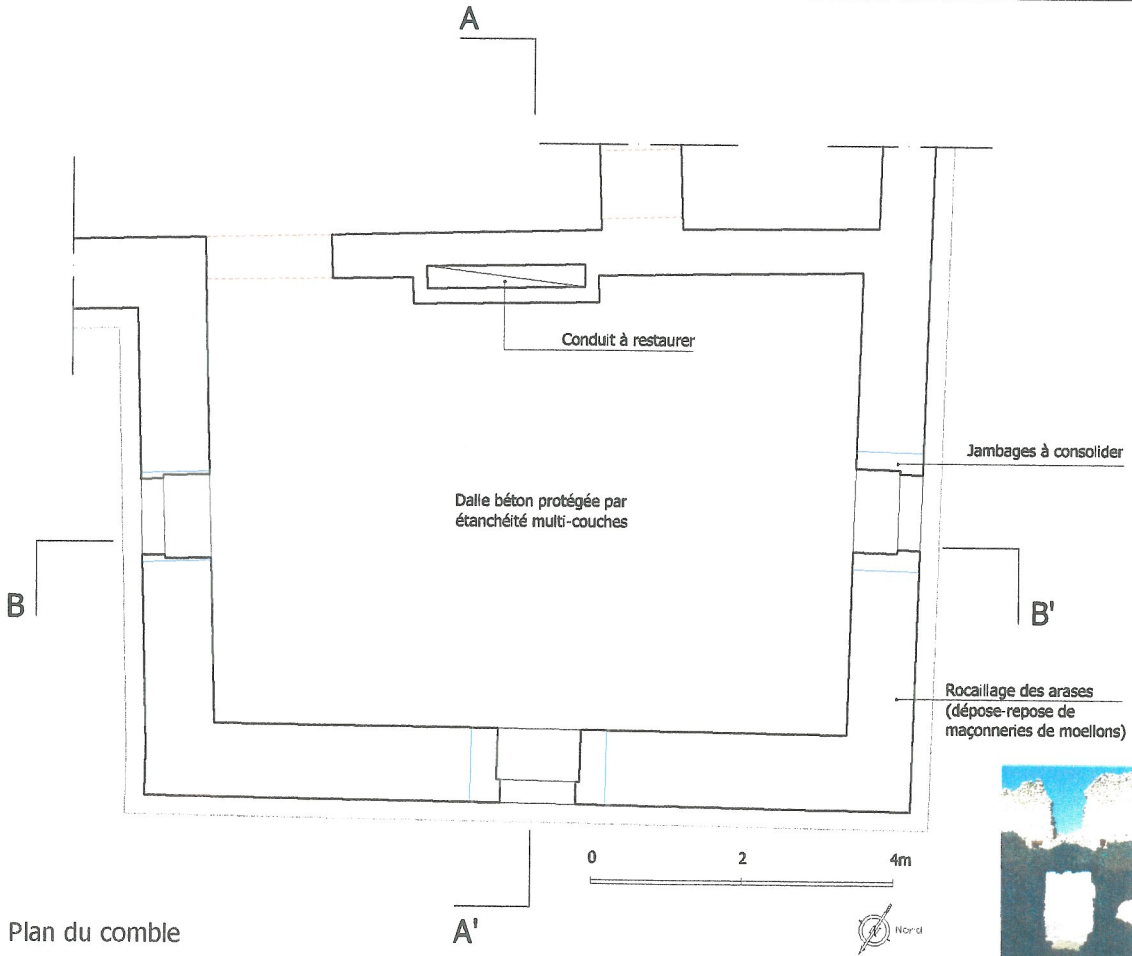 A
Conduit à restaurer
Jambages à consolider
Dalle béton protégée par
étanchéité multi-couches
B
B'
Rocaillage des arases
(dépose-repose de
maçonneries de moellons)
0 2 4m
A'
N
Nord
Plan du comble